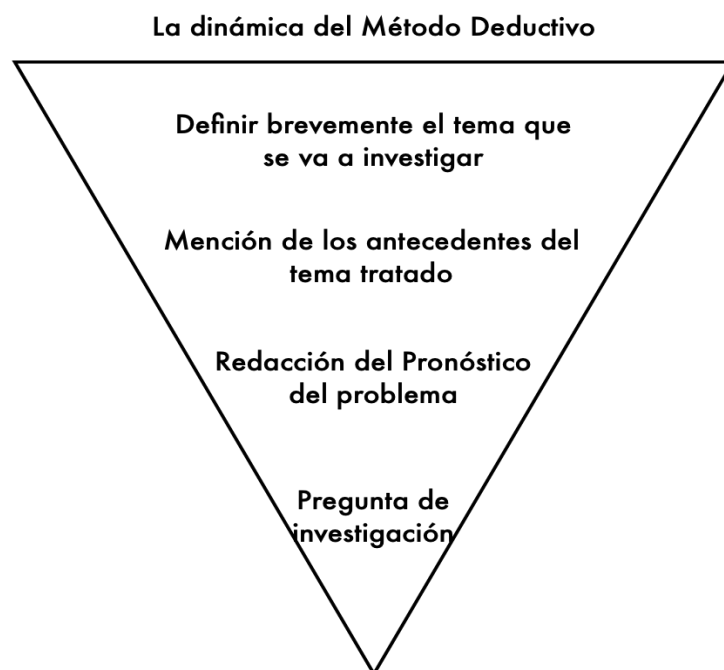 La dinámica del Método Deductivo
Definir brevemente el tema que
se va a investigar
Mención de los antecedentes del
tema tratado
Redacción del Pronóstico
del problema
Pregunta de
investigación